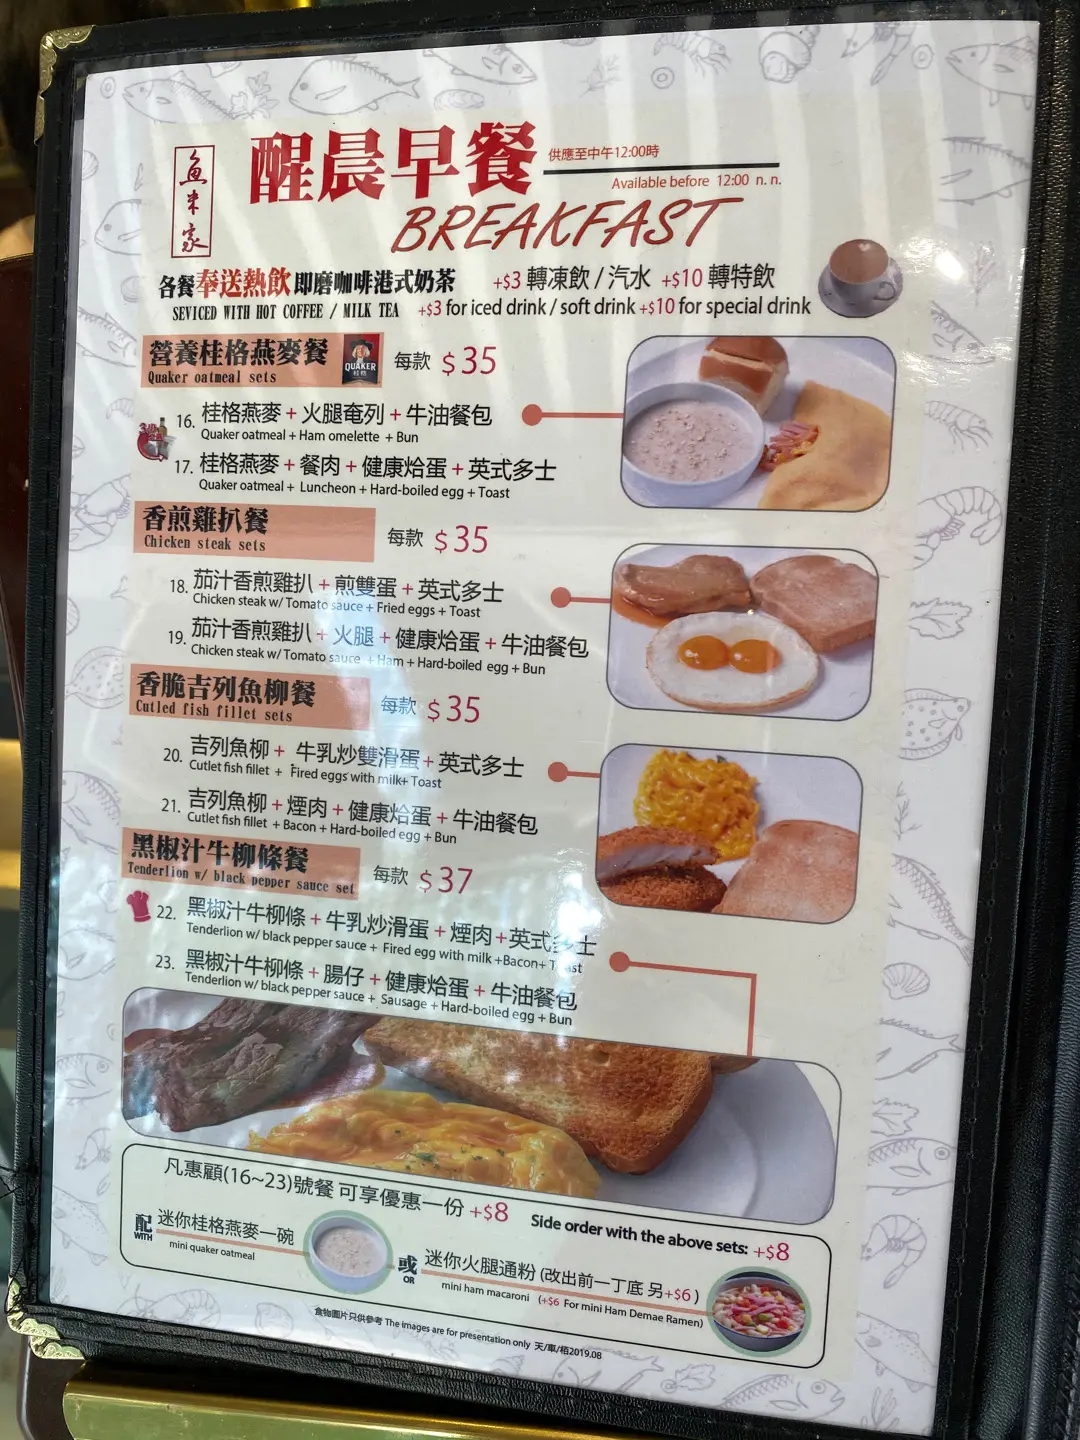 魚米家
醒晨早餐
供應至中午12:00時
Available before 12:00 n.n.
BREAKFAST
各餐奉送熱飲 即磨咖啡港式奶茶 +$3 轉凍飲 / 汽水 +$10 轉特飲
SEVICED WITH HOT COFFEE / MILK TEA +$3 for iced drink / soft drink +$10 for special drink
營養桂格燕麥餐 QUAKER 桂格 每款 $35
Quaker oatmeal sets
16. 桂格燕麥 + 火腿奄列 + 牛油餐包
Quaker oatmeal + Ham omelette + Bun
17. 桂格燕麥 + 餐肉 + 健康烚蛋 + 英式多士
Quaker oatmeal + Luncheon + Hard-boiled egg + Toast
香煎雞扒餐 每款 $35
Chicken steak sets
18. 茄汁香煎雞扒 + 煎雙蛋 + 英式多士
Chicken steak w/ Tomato sauce + Fried eggs + Toast
19. 茄汁香煎雞扒 + 火腿 + 健康烚蛋 + 牛油餐包
Chicken steak w/ Tomato sauce + Ham + Hard-boiled egg + Bun
香脆吉列魚柳餐 每款 $35
Cutled fish fillet sets
20. 吉列魚柳 + 牛乳炒雙滑蛋 + 英式多士
Cutlet fish fillet + Fired eggs with milk+ Toast
21. 吉列魚柳 + 煙肉 + 健康烚蛋 + 牛油餐包
Cutlet fish fillet + Bacon + Hard-boiled egg + Bun
黑椒汁牛柳條餐 每款 $37
Tenderlion w/ black pepper sauce set
22. 黑椒汁牛柳條 + 牛乳炒滑蛋 + 煙肉 + 英式多士
Tenderlion w/ black pepper sauce + Fired egg with milk +Bacon+ Toast
23. 黑椒汁牛柳條 + 腸仔 + 健康烚蛋 + 牛油餐包
Tenderlion w/ black pepper sauce + Sausage + Hard-boiled egg + Bun
凡惠顧(16~23)號餐 可享優惠一份 +$8 Side order with the above sets: +$8
配 迷你桂格燕麥一碗 或 迷你火腿通粉 (改出前一丁底 另+$6 )
WITH mini quaker oatmeal OR mini ham macaroni (+$6 For mini Ham Demae Ramen)
食物圖片只供參考 The images are for presentation only 天/車/栢2019.08